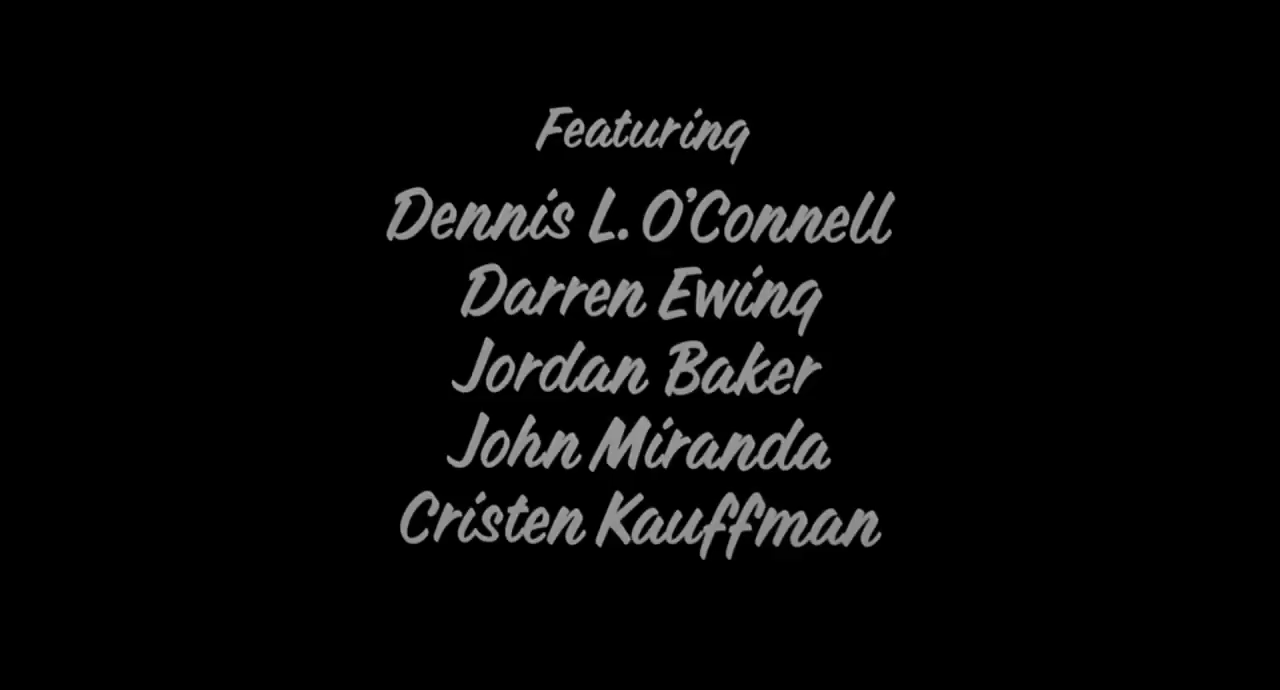 Featuring
Dennis L. O'Connell
Darren Ewing
Jordan Baker
John Miranda
Cristen Kauffman